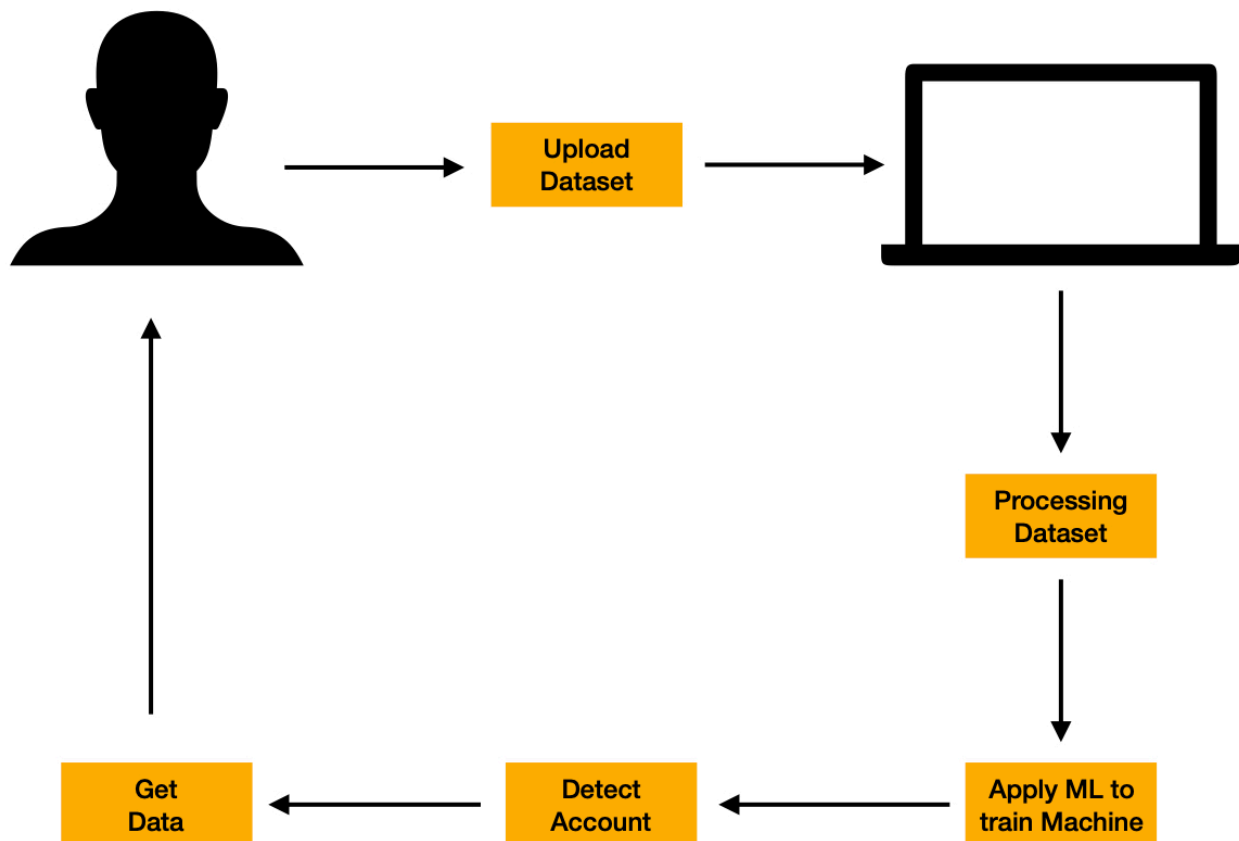 Upload
Dataset
Processing
Dataset
Apply ML to
train Machine
Detect
Account
Get
Data